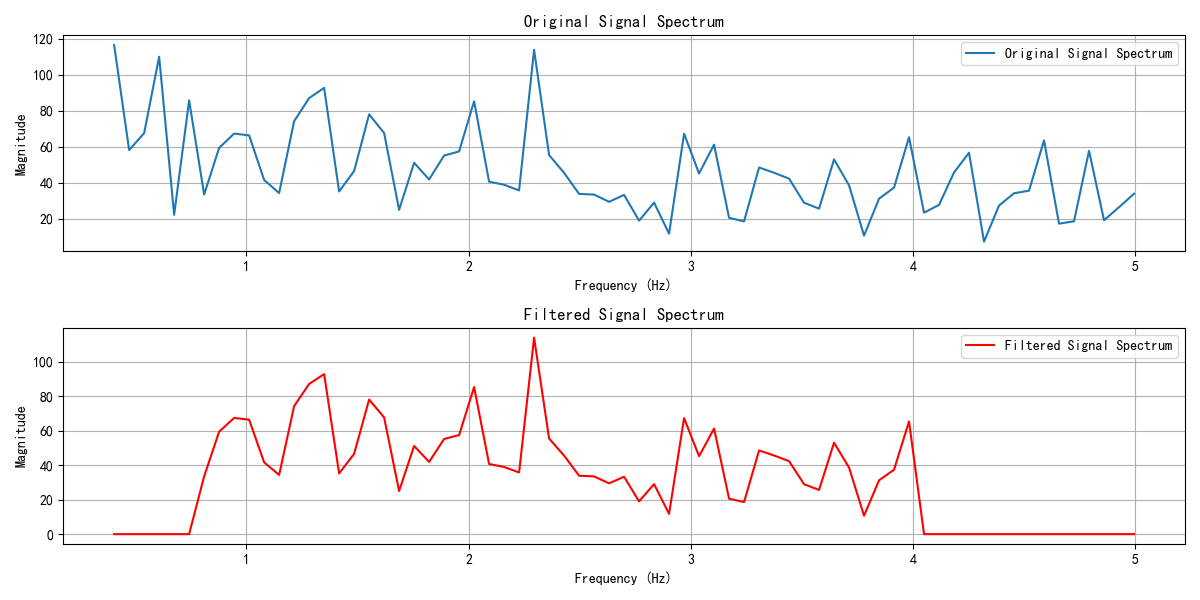 Original Signal Spectrum
120
100
80
60
40
20
Magnitude
Original Signal Spectrum
1 2 3 4 5
Frequency (Hz)
Filtered Signal Spectrum
100
80
60
40
20
0
Magnitude
Filtered Signal Spectrum
1 2 3 4 5
Frequency (Hz)